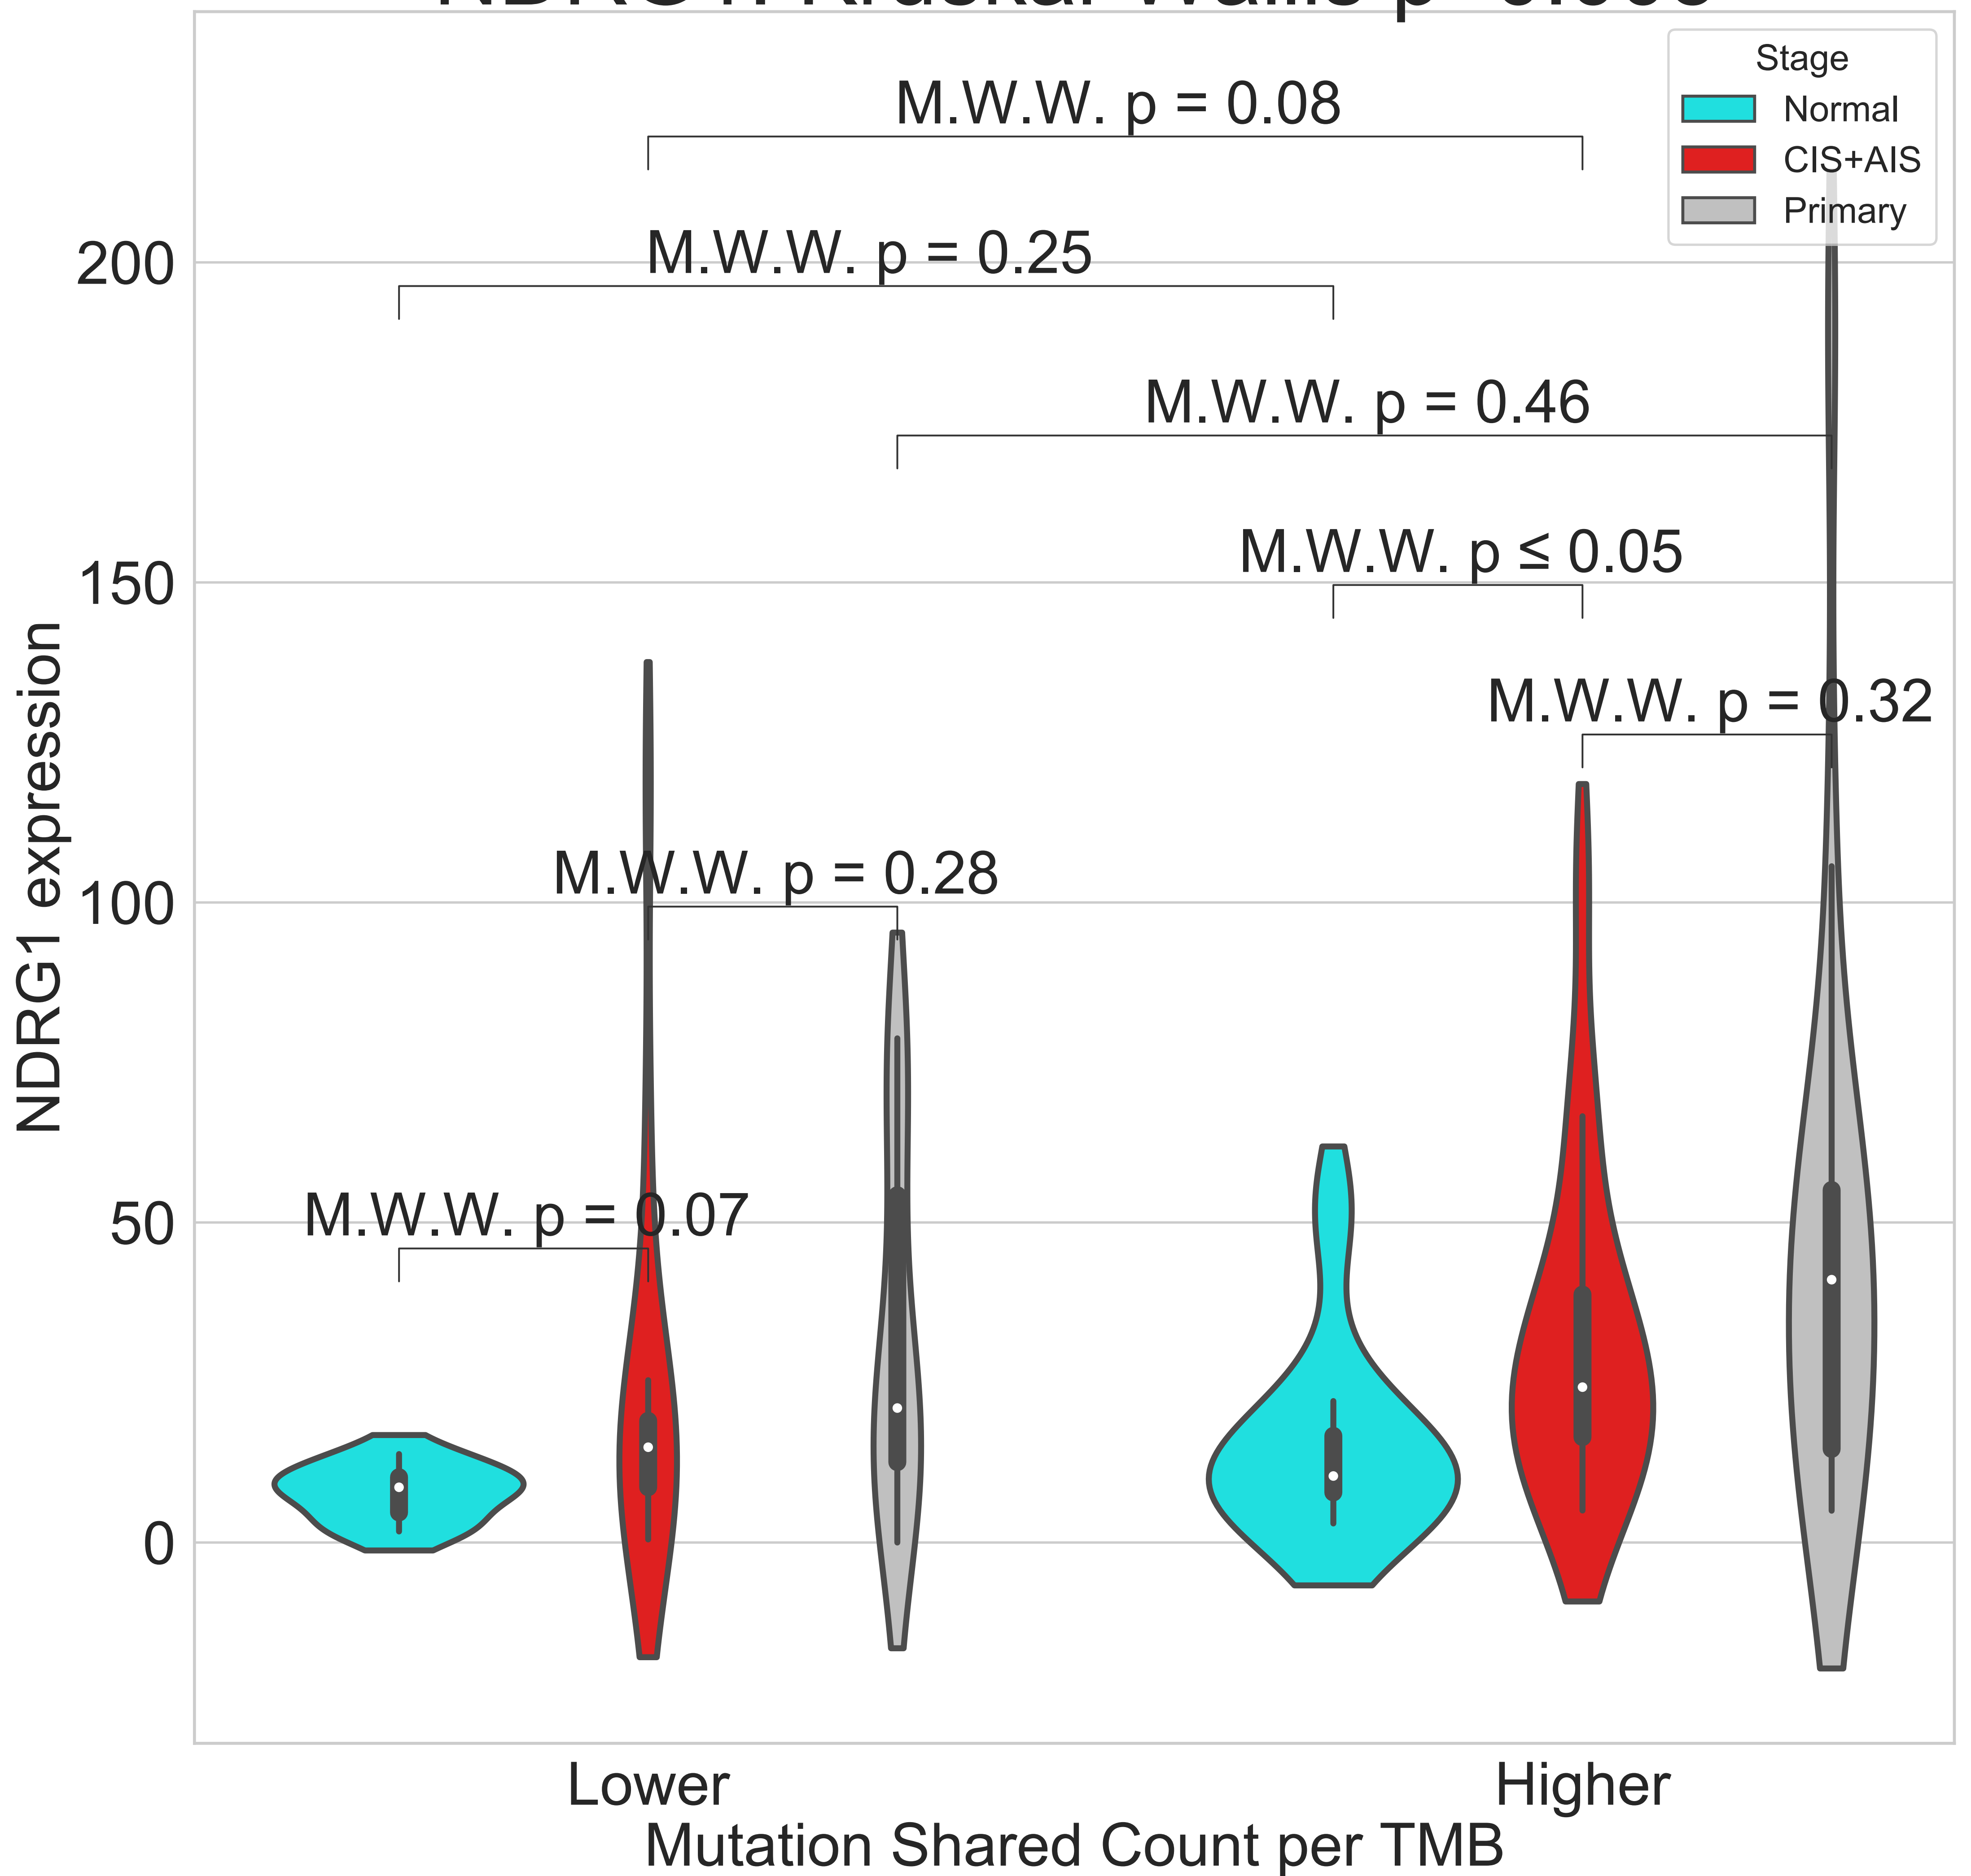 Stage
Normal
CIS+AIS
Primary
M.W.W. p = 0.08
M.W.W. p = 0.25
M.W.W. p = 0.46
M.W.W. p ≤ 0.05
M.W.W. p = 0.32
M.W.W. p = 0.28
M.W.W. p = 0.07
200
150
100
50
0
NDRG1 expression
Lower
Higher
Mutation Shared Count per TMB